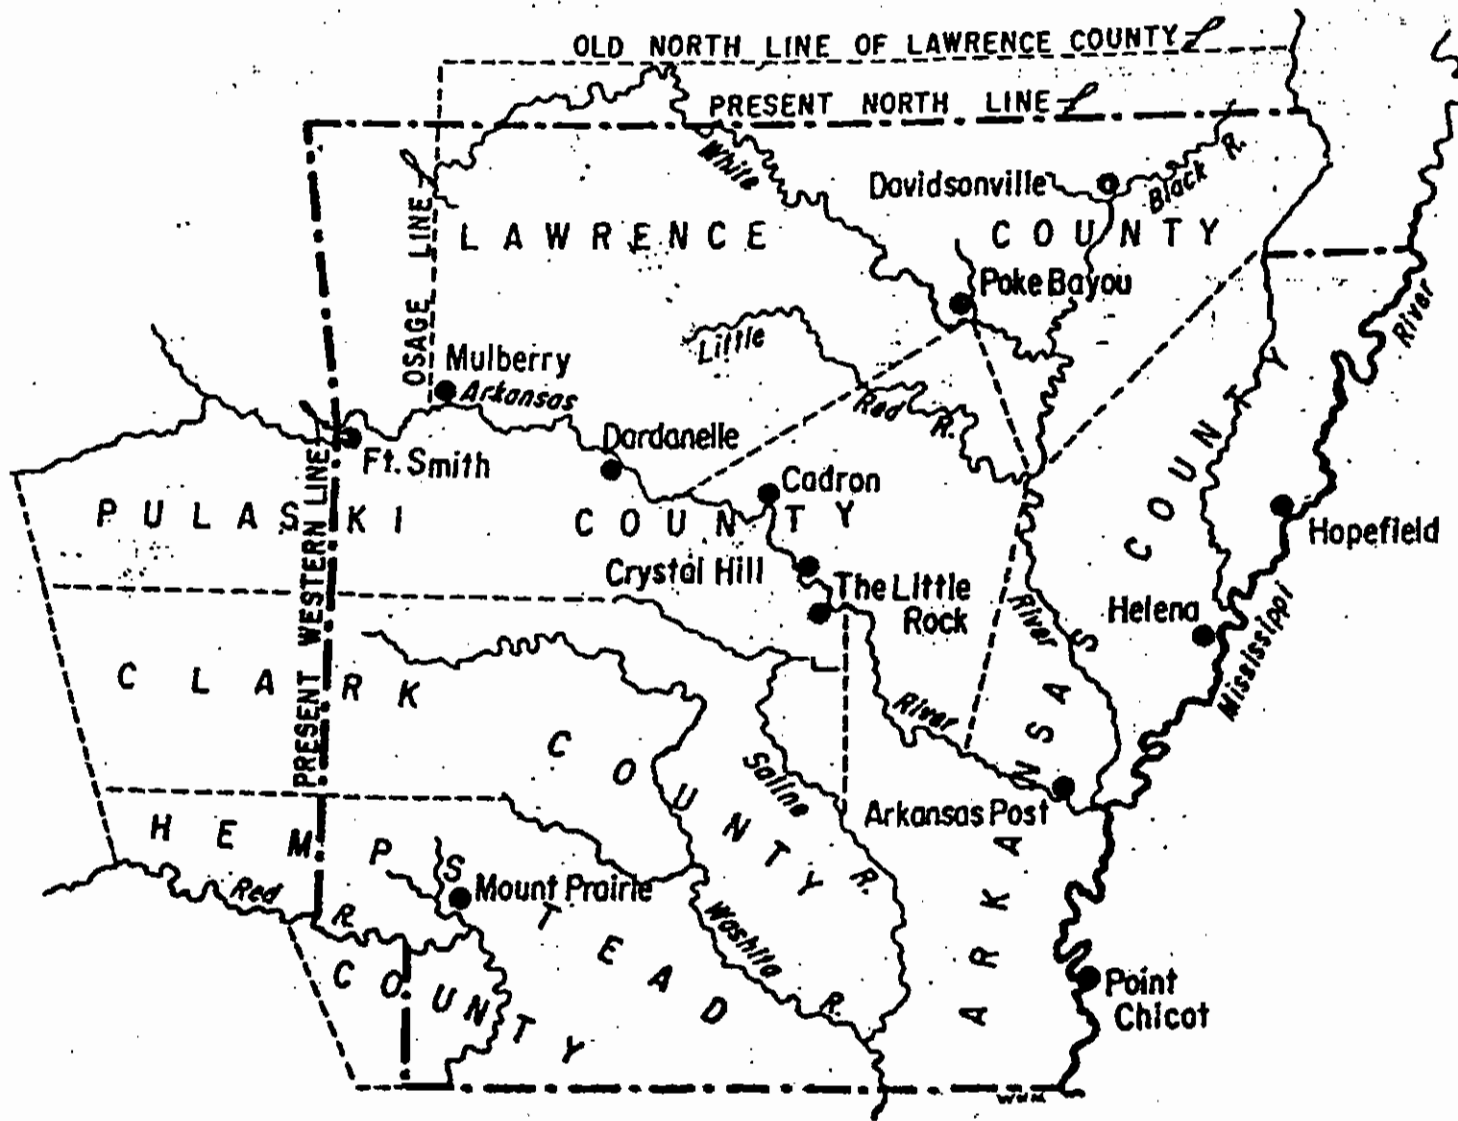 OLD NORTH LINE OF LAWRENCE COUNTY
PRESENT NORTH LINE
White
Davidsonville
Black R.
OSAGE LINE
LAWRENCE COUNTY
Poke Bayou
River
Little
Mulberry
Arkansas
Red R.
Dardanelle
Ft. Smith
Cadron
PULASKI COUNTY
Hopefield
Crystal Hill
The Little
Rock
PRESENT WESTERN LINE
River
Helena
Mississippi
CLARK COUNTY
River
Saline
R.
Arkansas Post
ARKANSAS COUNTY
HEMPSTEAD COUNTY
Red
R.
Mount Prairie
Washita
R.
Point
Chicot